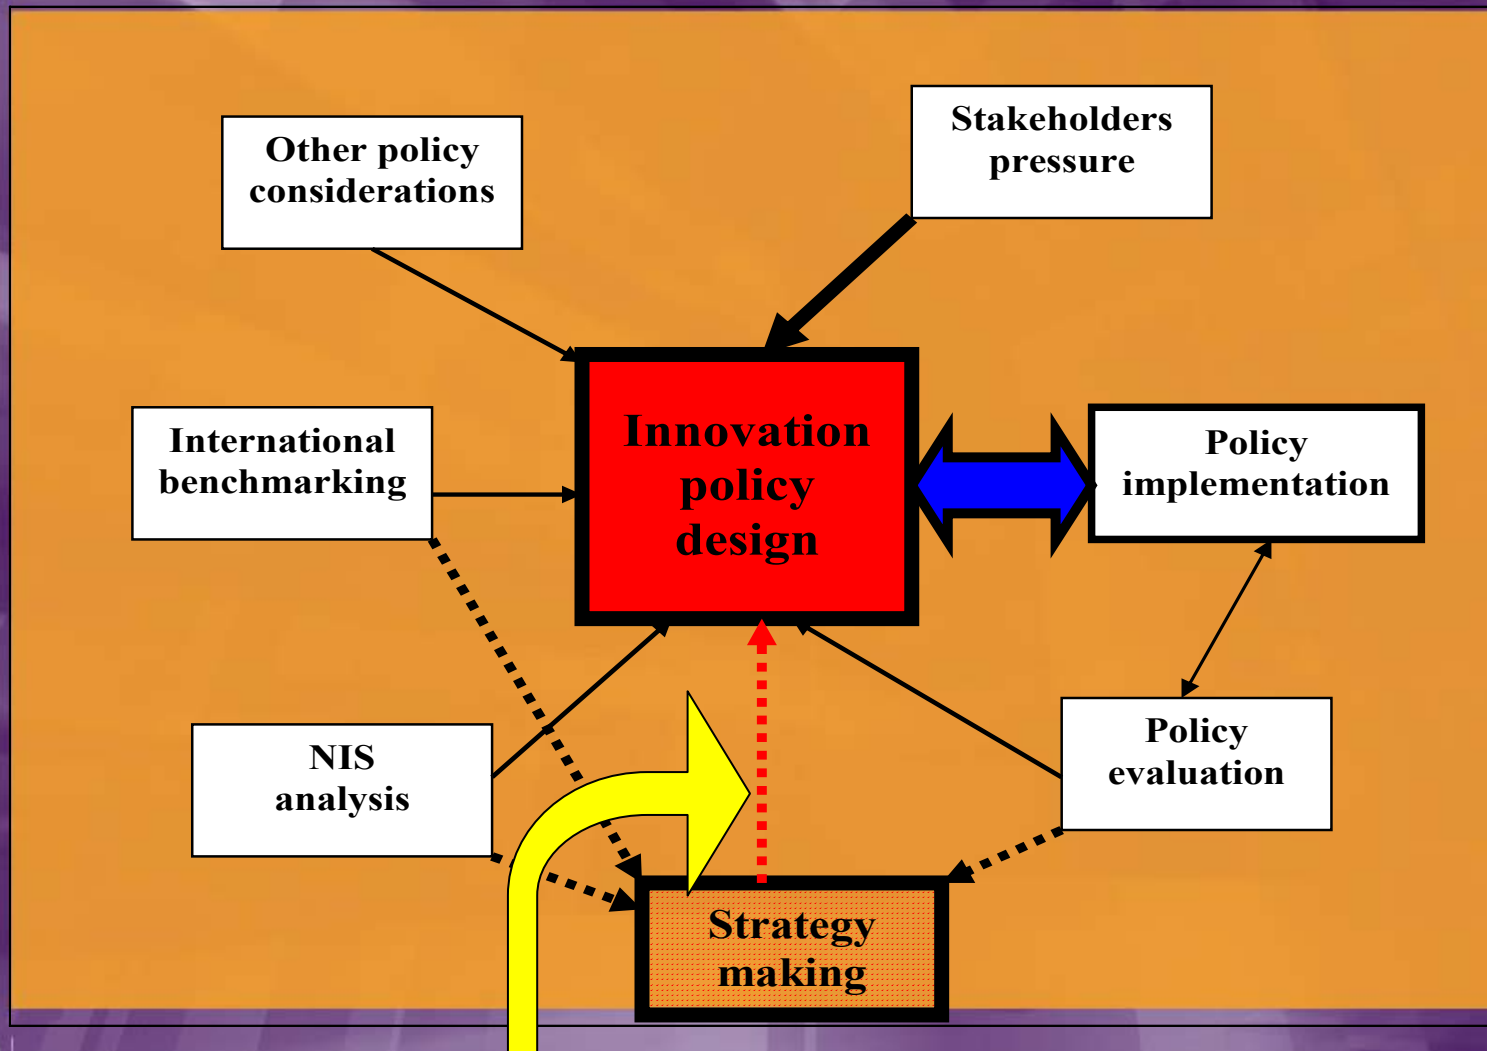 Stakeholders
pressure
Other policy
considerations
Innovation
policy
design
International
benchmarking
Policy
implementation
NIS
analysis
Policy
evaluation
Strategy
making